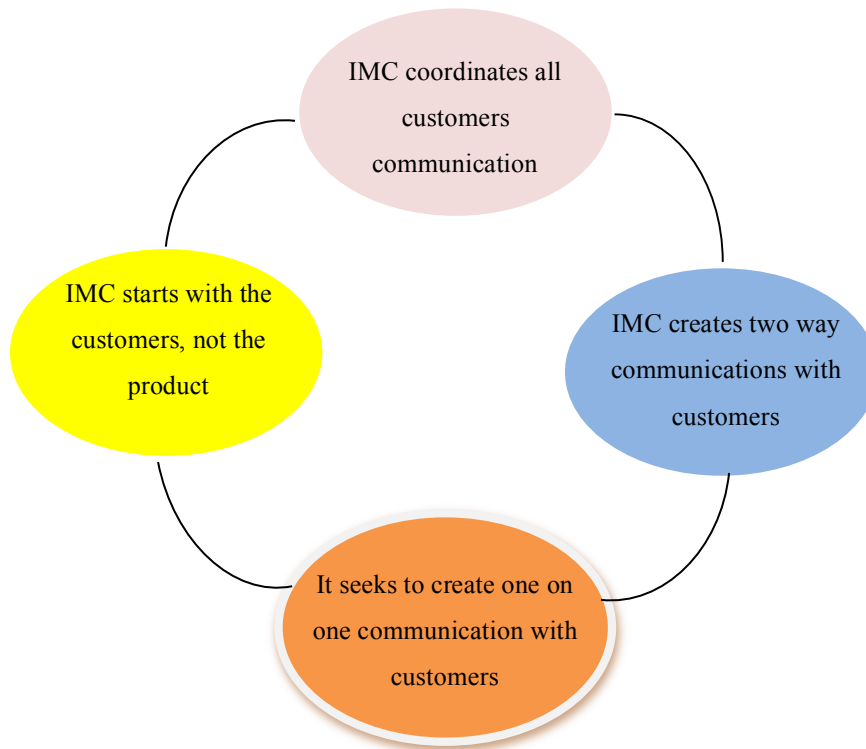 IMC coordinates all
customers
communication
IMC starts with the
customers, not the
product
IMC creates two way
communications with
customers
It seeks to create one on
one communication with
customers